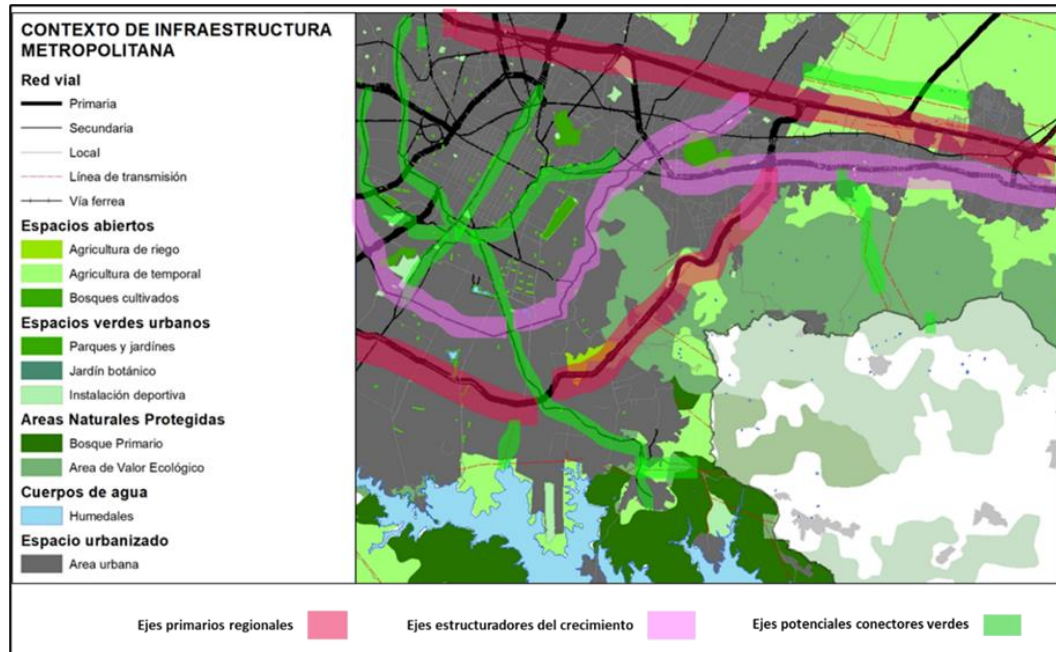 CONTEXTO DE INFRAESTRUCTURA
METROPOLITANA
Red vial
Primaria
Secundaria
Local
Línea de transmisión
Vía ferrea
Espacios abiertos
Agricultura de riego
Agricultura de temporal
Bosques cultivados
Espacios verdes urbanos
Parques y jardínes
Jardín botánico
Instalación deportiva
Areas Naturales Protegidas
Bosque Primario
Area de Valor Ecológico
Cuerpos de agua
Humedales
Espacio urbanizado
Area urbana
Ejes primarios regionales
Ejes estructuradores del crecimiento
Ejes potenciales conectores verdes